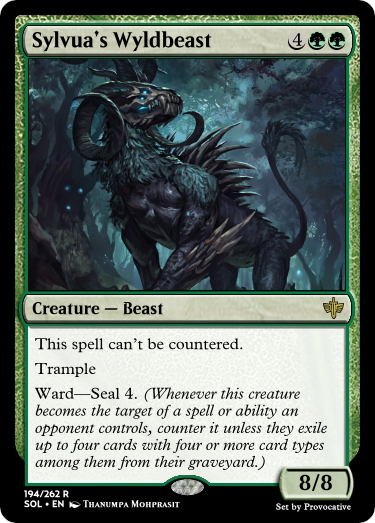 Sylvua's Wyldbeast 4
Creature — Beast
This spell can't be countered.
Trample
Ward—Seal 4. (Whenever this creature
becomes the target of a spell or ability an
opponent controls, counter it unless they exile
up to four cards with four or more card types
among them from their graveyard.)
8/8
194/262 R
SOL • EN Thanumpa Mohprasit
Set by Provocative